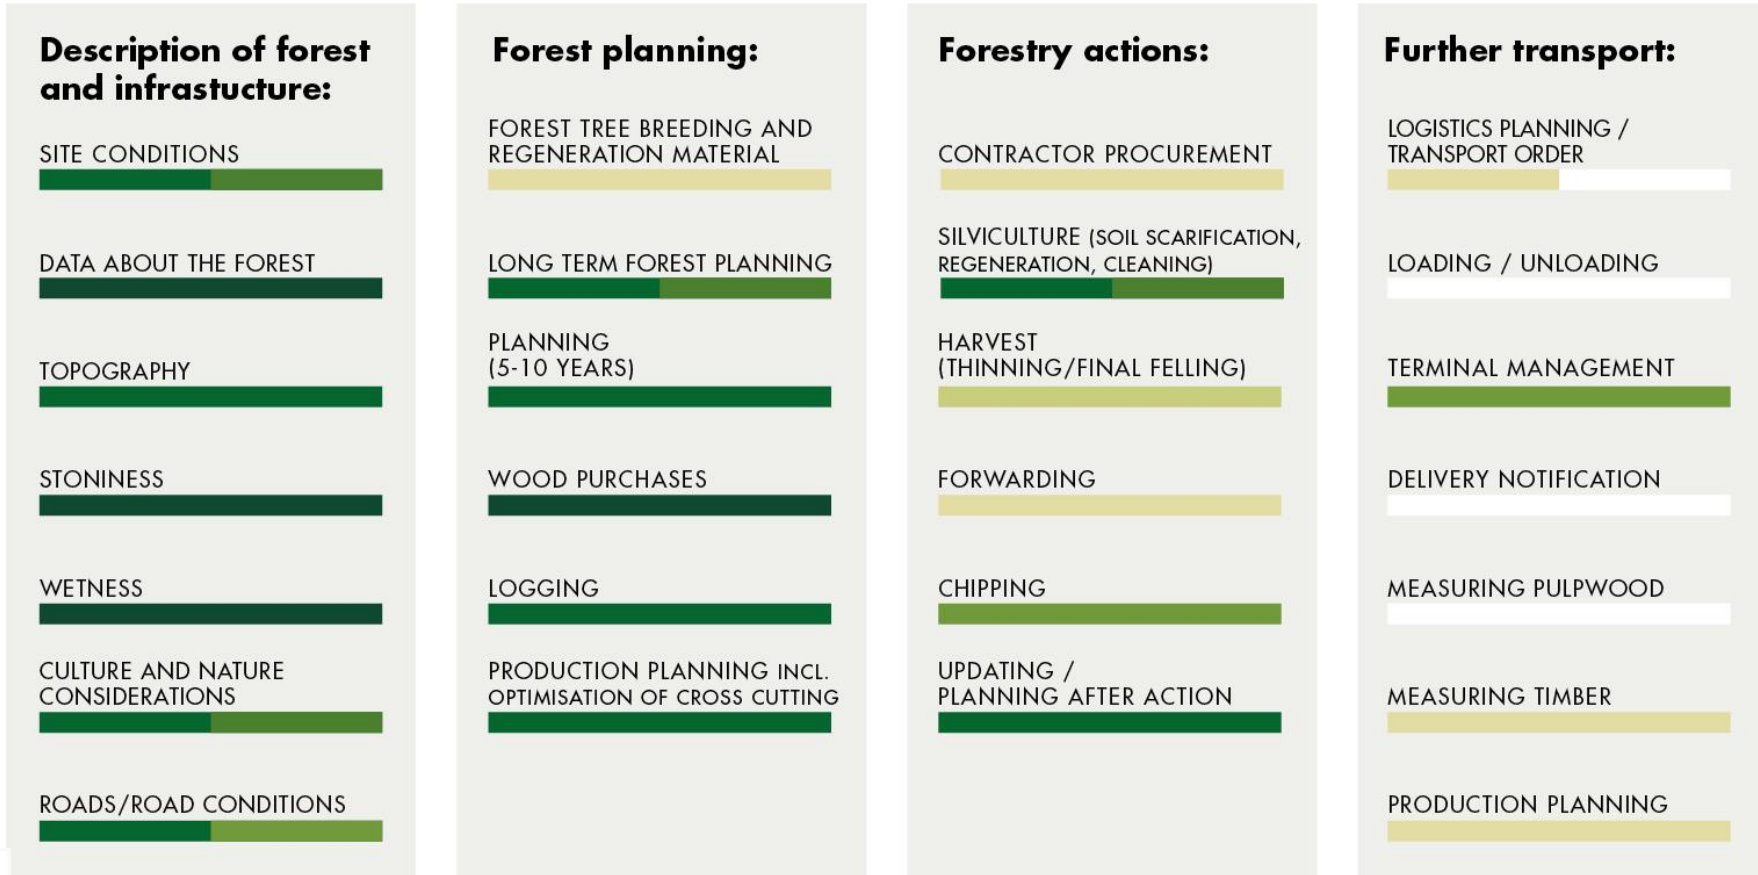 Description of forest
and infrastucture:
SITE CONDITIONS
DATA ABOUT THE FOREST
TOPOGRAPHY
STONINESS
WETNESS
CULTURE AND NATURE
CONSIDERATIONS
ROADS/ROAD CONDITIONS
Forest planning:
FOREST TREE BREEDING AND
REGENERATION MATERIAL
LONG TERM FOREST PLANNING
PLANNING
(5-10 YEARS)
WOOD PURCHASES
LOGGING
PRODUCTION PLANNING INCL.
OPTIMISATION OF CROSS CUTTING
Forestry actions:
CONTRACTOR PROCUREMENT
SILVICULTURE (SOIL SCARIFICATION,
REGENERATION, CLEANING)
HARVEST
(THINNING/FINAL FELLING)
FORWARDING
CHIPPING
UPDATING /
PLANNING AFTER ACTION
Further transport:
LOGISTICS PLANNING /
TRANSPORT ORDER
LOADING / UNLOADING
TERMINAL MANAGEMENT
DELIVERY NOTIFICATION
MEASURING PULPWOOD
MEASURING TIMBER
PRODUCTION PLANNING